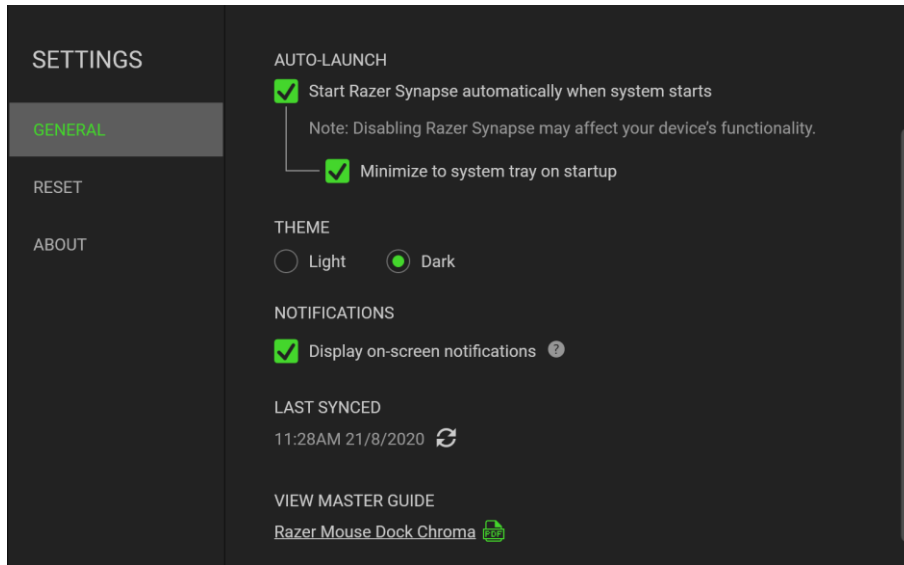 SETTINGS
GENERAL
RESET
ABOUT
AUTO-LAUNCH
Start Razer Synapse automatically when system starts
Note: Disabling Razer Synapse may affect your device’s functionality.
Minimize to system tray on startup
THEME
Light Dark
NOTIFICATIONS
Display on-screen notifications ?
LAST SYNCED
11:28AM 21/8/2020
VIEW MASTER GUIDE
Razer Mouse Dock Chroma PDF